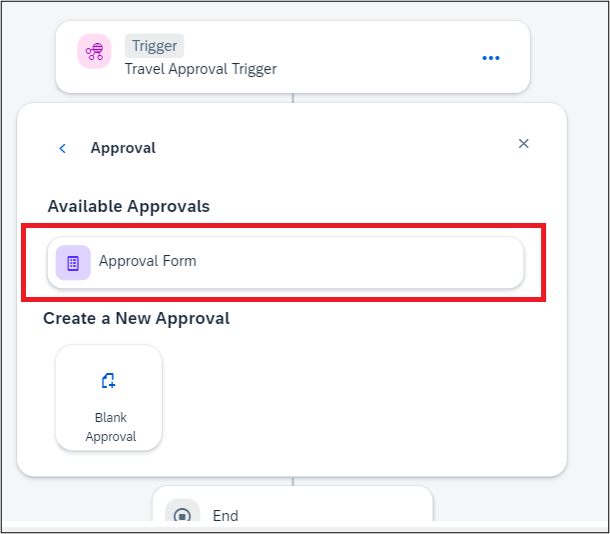 Trigger
Travel Approval Trigger
Approval
Available Approvals
Approval Form
Create a New Approval
Blank
Approval
End